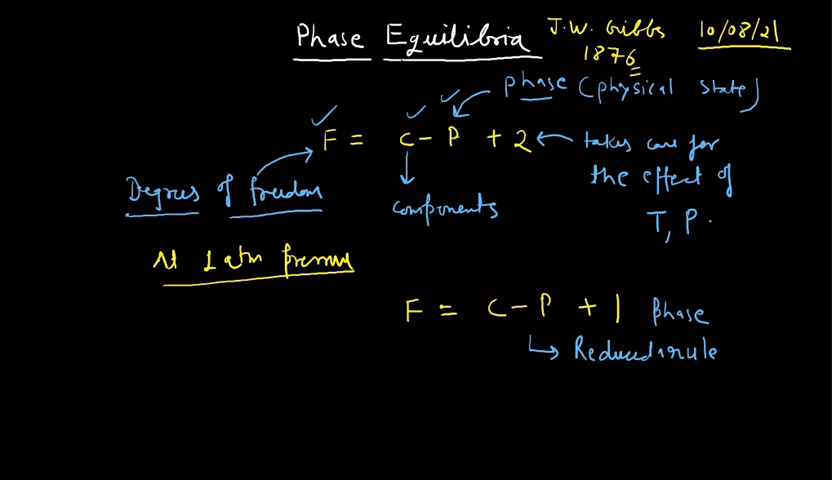 Phase Equilibria J.W. Gibbs 10/08/21
1876
phase (physical state)
F = C - P + 2 takes care for
the effect of
T, P.
Degrees of freedom
components
At 1 atm pressure
F = C - P + 1 phase
Reduced rule